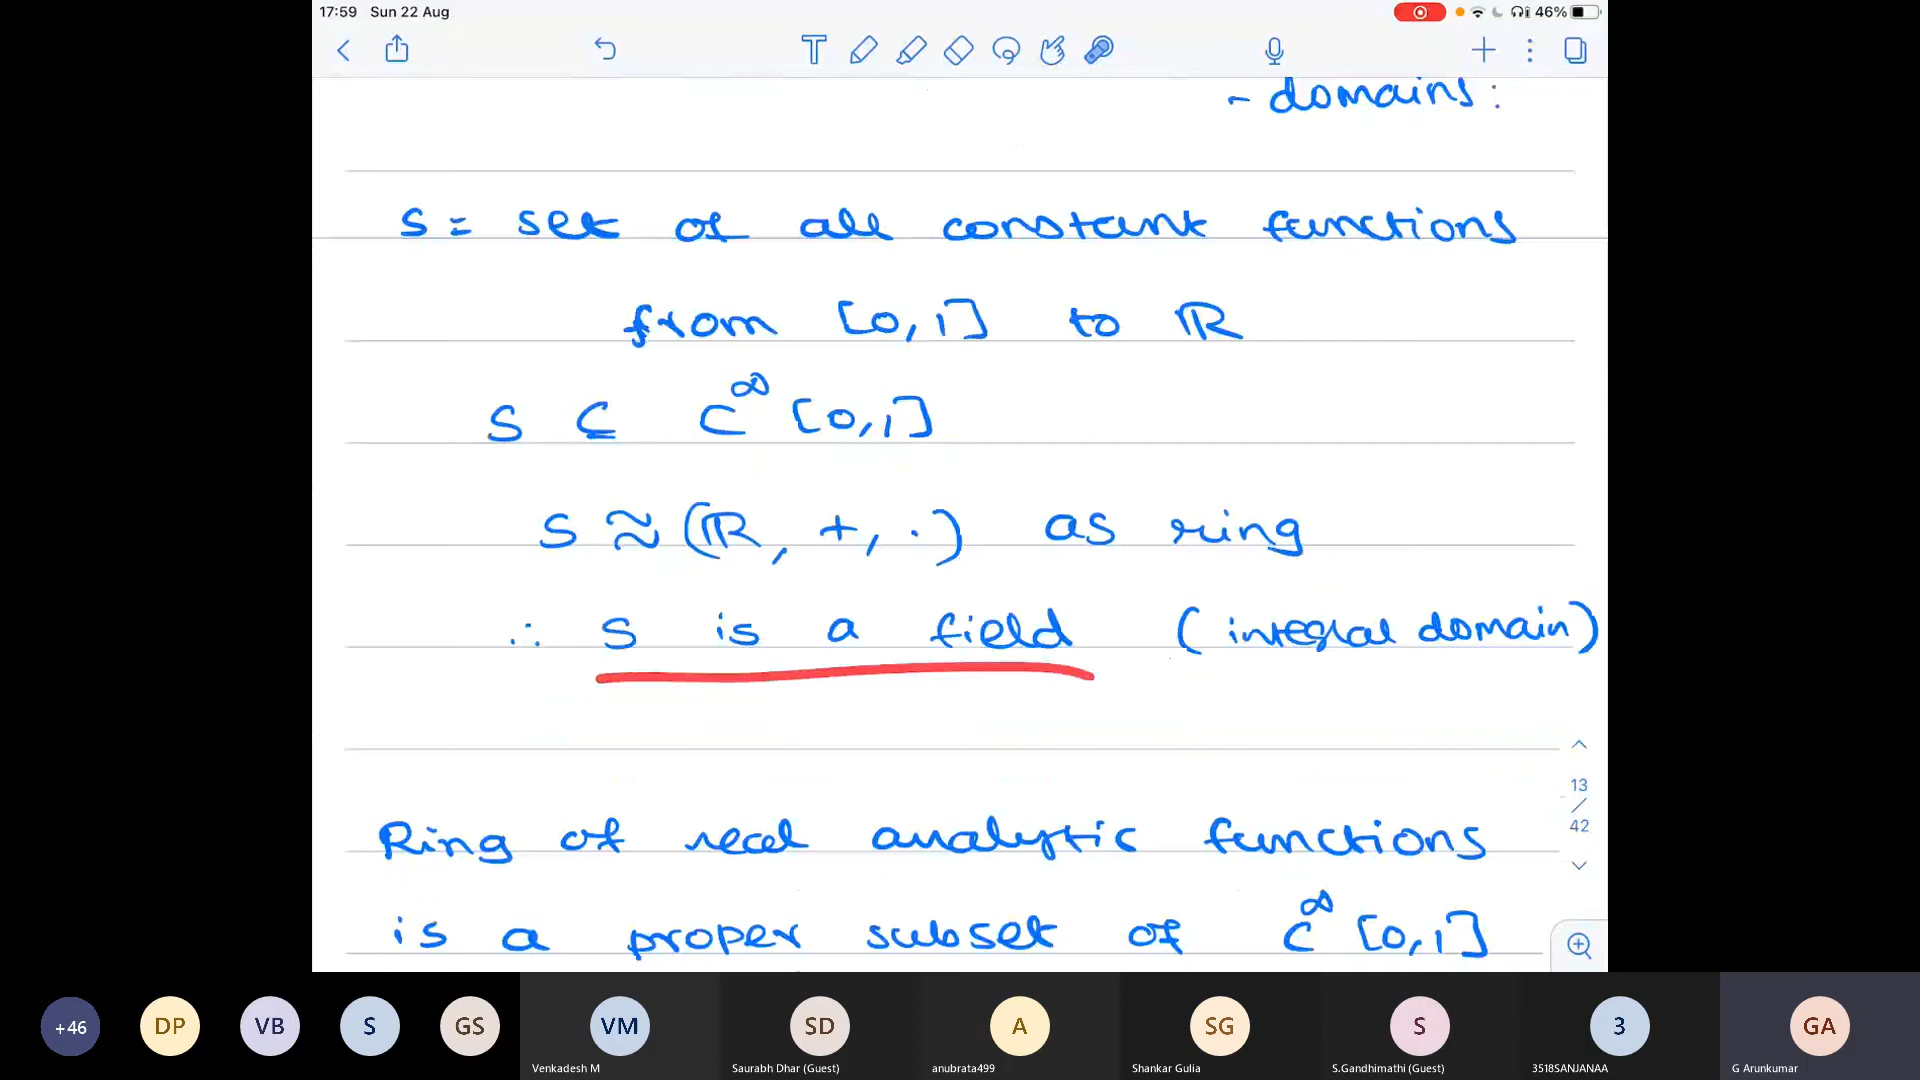 17:59 Sun 22 Aug
46%
- domains:
S = set of all constant functions
from [0,1] to ℝ
S ⊆ C^∞ [0,1]
S ≈ (ℝ, +, ·) as ring
∴ S is a field (integral domain)
13
/
42
Ring of real analytic functions
is a proper subset of C^∞ [0,1]
+46 DP VB S GS VM SD A SG S 3 GA
Venkadesh M Saurabh Dhar (Guest) anubrata499 Shankar Gulia S.Gandhimathi (Guest) 3518SANJANAA G Arunkumar